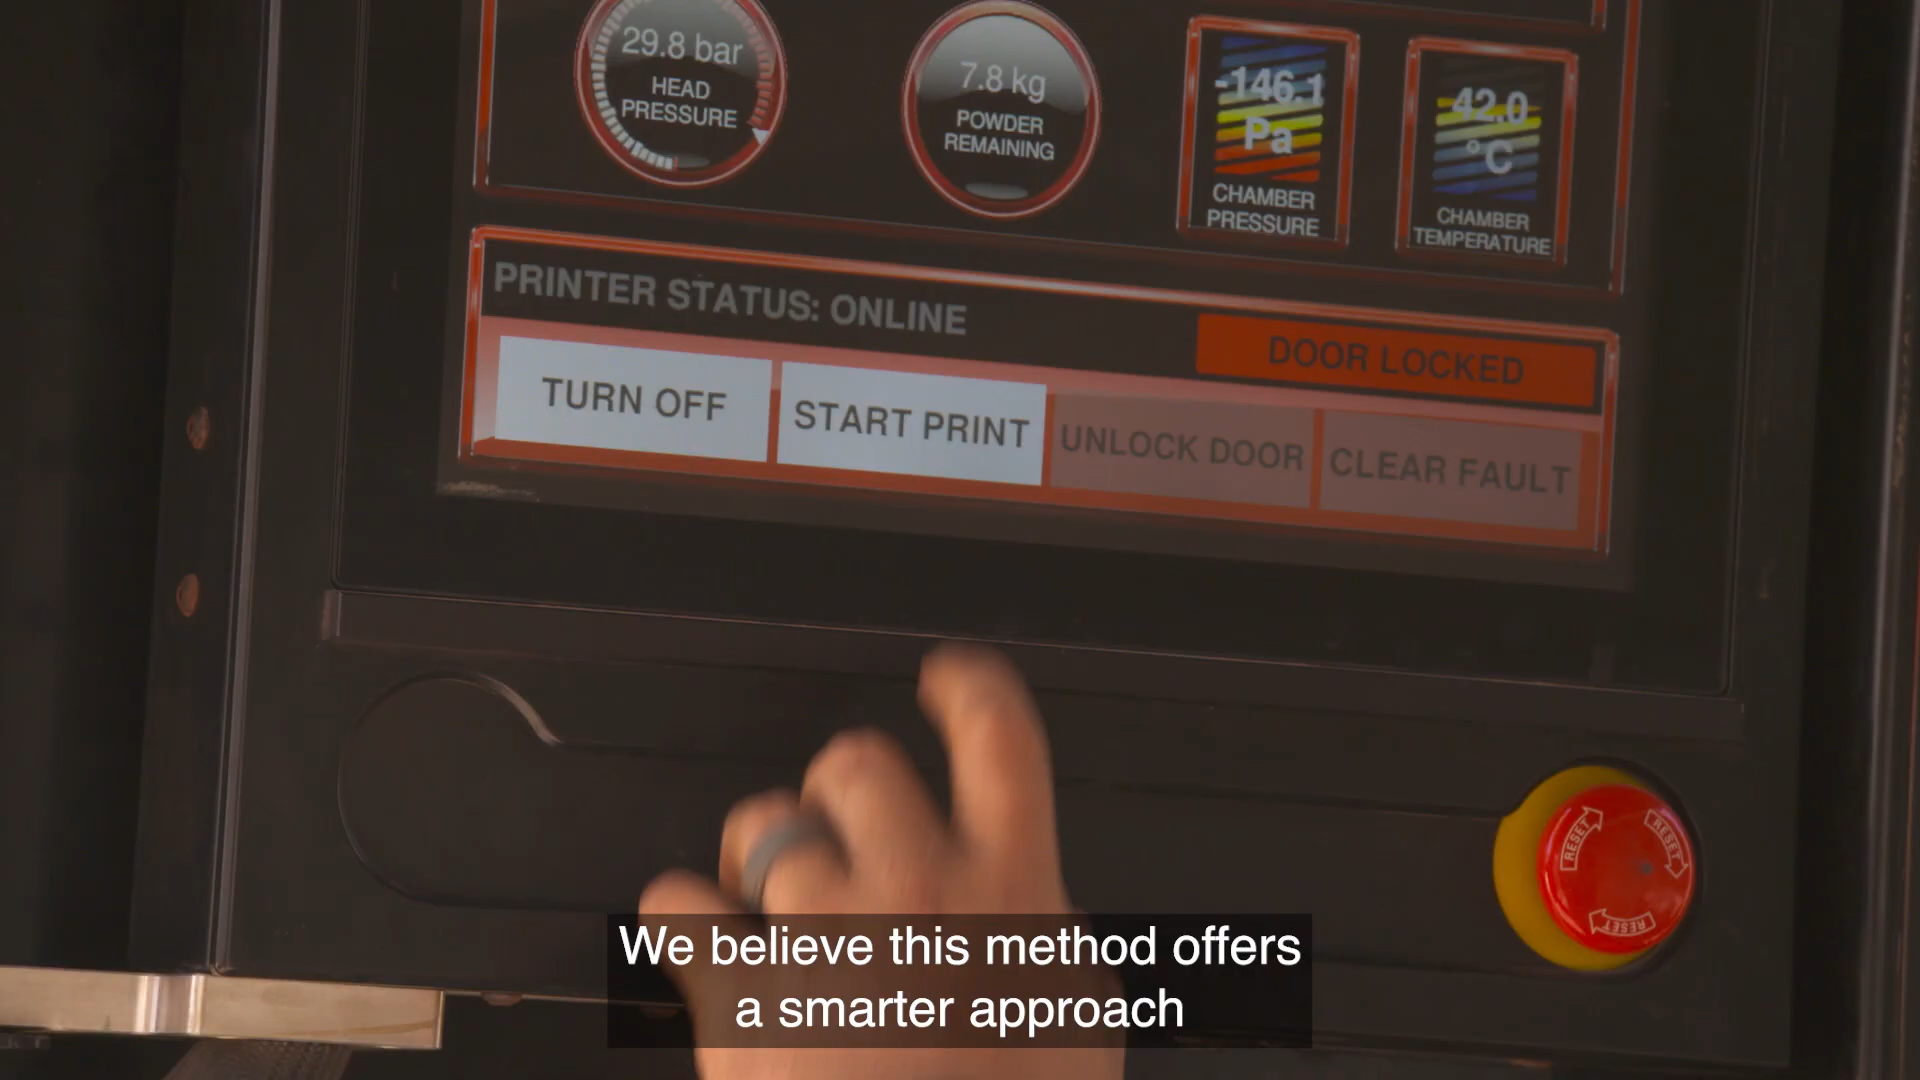 29.8 bar
HEAD
PRESSURE
7.8 kg
POWDER
REMAINING
-146.1
Pa
CHAMBER
PRESSURE
42.0
°C
CHAMBER
TEMPERATURE
PRINTER STATUS: ONLINE
DOOR LOCKED
TURN OFF
START PRINT
UNLOCK DOOR
CLEAR FAULT
RESET
RESET
RESET
We believe this method offers
a smarter approach